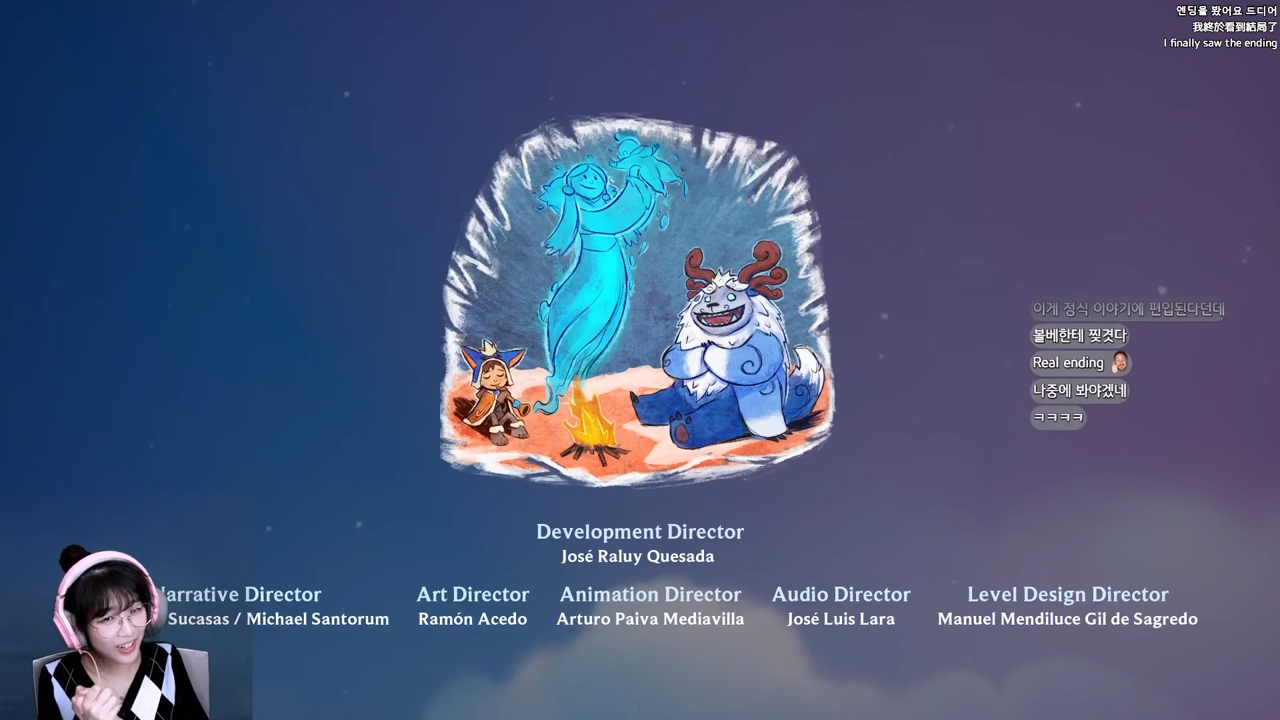 엔딩을 봤어요 드디어
我終於看到結局了
I finally saw the ending
이게 정식 이야기에 편입된다던데
볼베한테 찢겼다
Real ending
나중에 봐야겠네
ㅋㅋㅋㅋ
Development Director
José Raluy Quesada
Narrative Director
Sucasas / Michael Santorum
Art Director
Ramón Acedo
Animation Director
Arturo Paiva Mediavilla
Audio Director
José Luis Lara
Level Design Director
Manuel Mendiluce Gil de Sagredo